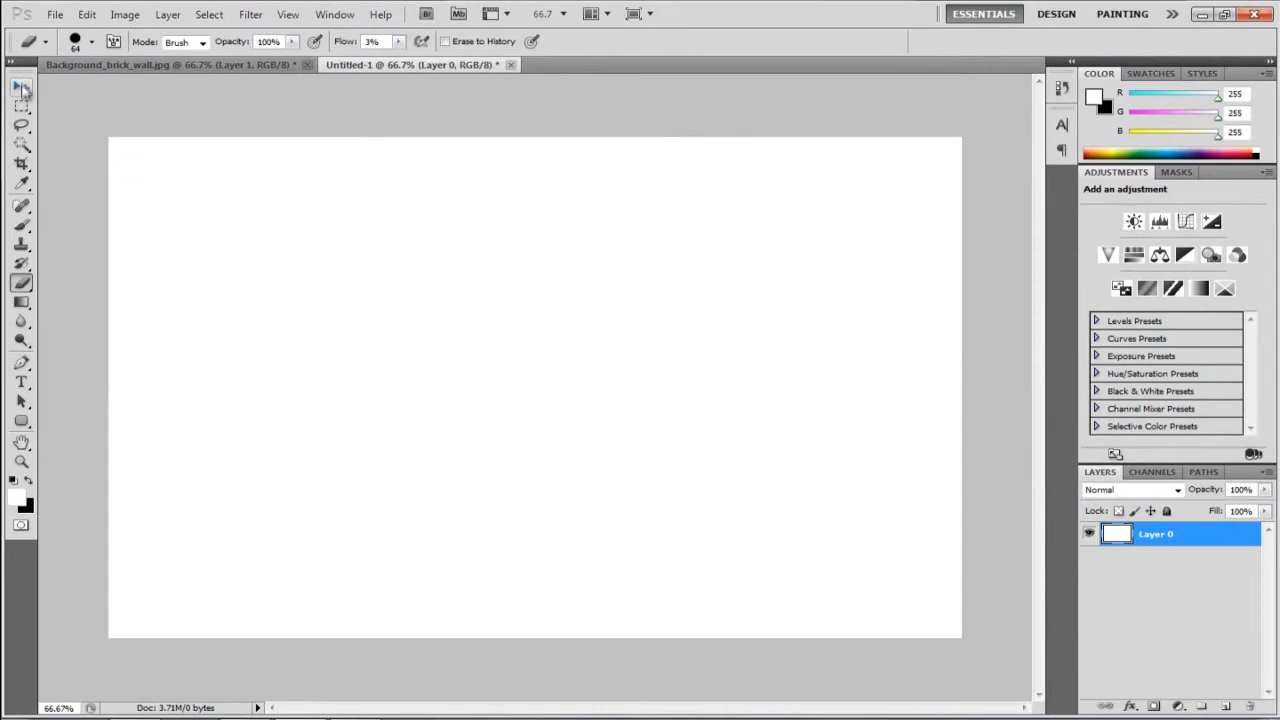 Ps File Edit Image Layer Select Filter View Window Help Br Mb 66.7 ESSENTIALS DESIGN PAINTING
64 Mode: Brush Opacity: 100% Flow: 3% Erase to History
Background_brick_wall.jpg @ 66.7% (Layer 1, RGB/8) * Untitled-1 @ 66.7% (Layer 0, RGB/8) *
COLOR SWATCHES STYLES
R 255
G 255
B 255
ADJUSTMENTS MASKS
Add an adjustment
Levels Presets
Curves Presets
Exposure Presets
Hue/Saturation Presets
Black & White Presets
Channel Mixer Presets
Selective Color Presets
LAYERS CHANNELS PATHS
Normal Opacity: 100%
Lock: Fill: 100%
Layer 0
66.67% Doc: 3.71M/0 bytes